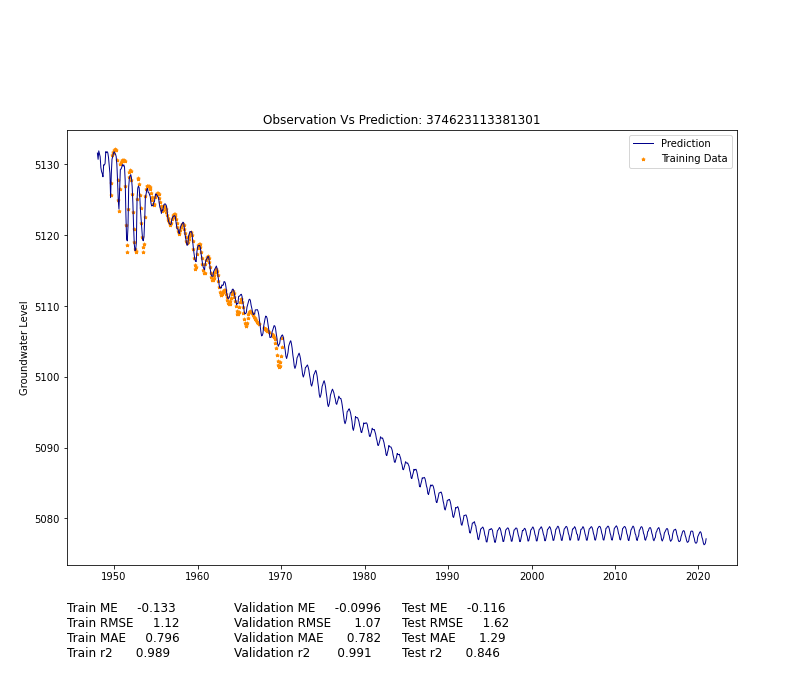 Observation Vs Prediction: 374623113381301
Prediction
Training Data
5130
5120
5110
5100
5090
5080
Groundwater Level
1950 1960 1970 1980 1990 2000 2010 2020
Train ME -0.133 Validation ME -0.0996 Test ME -0.116
Train RMSE 1.12 Validation RMSE 1.07 Test RMSE 1.62
Train MAE 0.796 Validation MAE 0.782 Test MAE 1.29
Train r2 0.989 Validation r2 0.991 Test r2 0.846